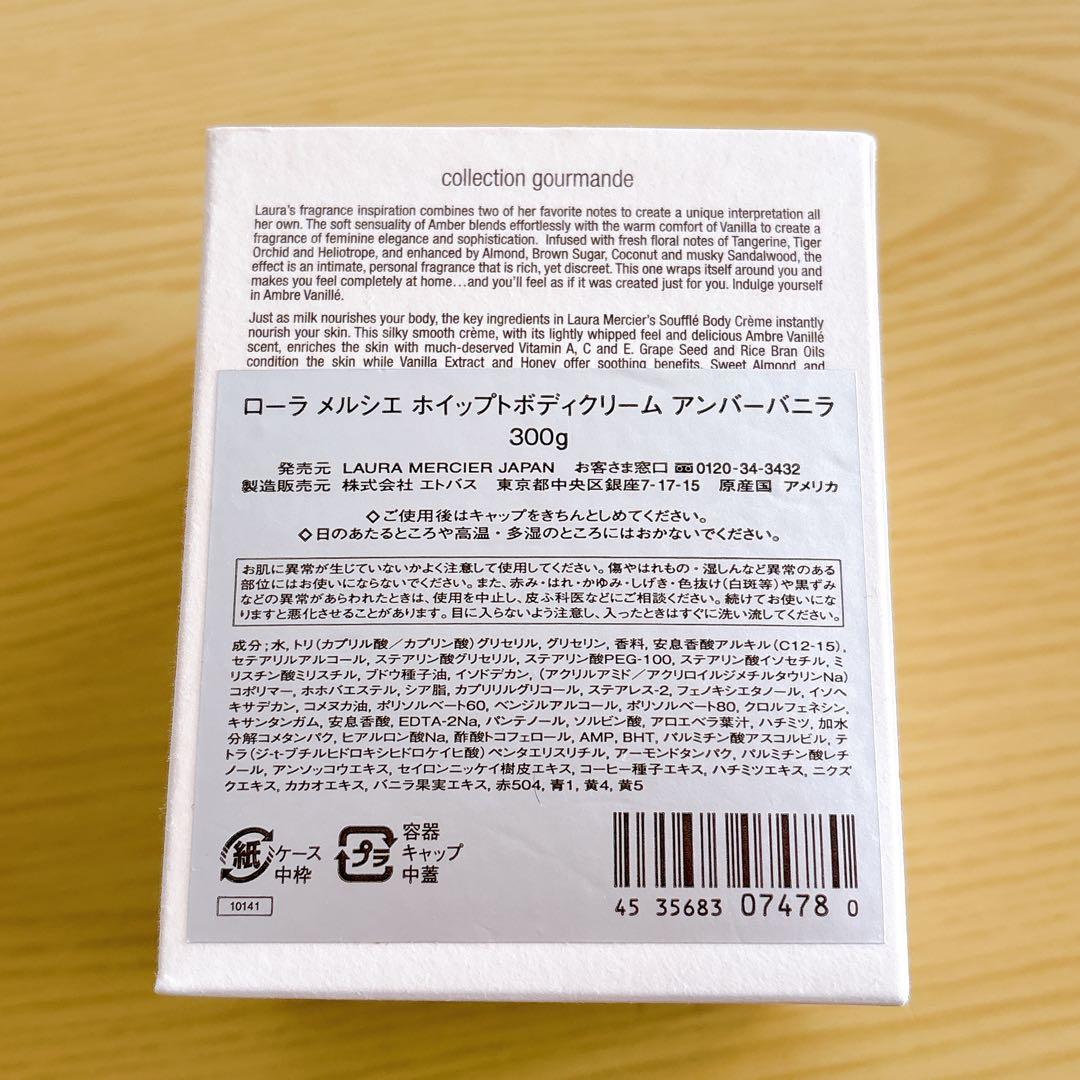 collection gourmande
Laura's fragrance inspiration combines two of her favorite notes to create a unique interpretation all
her own. The soft sensuality of Amber blends effortlessly with the warm comfort of Vanilla to create a
fragrance of feminine elegance and sophistication. Infused with fresh floral notes of Tangerine, Tiger
Orchid and Heliotrope, and enhanced by Almond, Brown Sugar, Coconut and musky Sandalwood, the
effect is an intimate, personal fragrance that is rich, yet discreet. This one wraps itself around you and
makes you feel completely at home...and you'll feel as if it was created just for you. Indulge yourself
in Ambre Vanillé.
Just as milk nourishes your body, the key ingredients in Laura Mercier's Soufflé Body Crème instantly
nourish your skin. This silky smooth crème, with its lightly whipped feel and delicious Ambre Vanillé
scent, enriches the skin with much-deserved Vitamin A, C and E. Grape Seed and Rice Bran Oils
condition the skin while Vanilla Extract and Honey offer soothing benefits. Sweet Almond and
ローラ メルシエ ホイップトボディクリーム アンバーバニラ
300g
発売元 LAURA MERCIER JAPAN お客さま窓口 0120-34-3432
製造販売元 株式会社 エトバス 東京都中央区銀座7-17-15 原産国 アメリカ
◇ご使用後はキャップをきちんとしめてください。
◇日のあたるところや高温・多湿のところにはおかないでください。
お肌に異常が生じていないかよく注意して使用してください。傷やはれもの・湿しんなど異常のある
部位にはお使いにならないでください。また、赤み・はれ・かゆみ・しげき・色抜け(白斑等)や黒ずみ
などの異常があらわれたときは、使用を中止し、皮ふ科医などにご相談ください。続けてお使いにな
りますと悪化させることがあります。目に入らないよう注意し、入ったときはすぐに洗い流してください。
成分；水, トリ(カプリル酸／カプリン酸)グリセリル, グリセリン, 香料, 安息香酸アルキル(C12-15),
セテアリルアルコール, ステアリン酸グリセリル, ステアリン酸PEG-100, ステアリン酸イソセチル, ミ
リスチン酸ミリスチル, ブドウ種子油, イソドデカン, (アクリルアミド／アクリロイルジメチルタウリンNa)
コポリマー, ホホバエステル, シア脂, カプリリルグリコール, ステアレス-2, フェノキシエタノール, イソヘ
キサデカン, コメヌカ油, ポリソルベート60, ベンジルアルコール, ポリソルベート80, クロルフェネシン,
キサンタンガム, 安息香酸, EDTA-2Na, パンテノール, ソルビン酸, アロエベラ葉汁, ハチミツ, 加水
分解コメタンパク, ヒアルロン酸Na, 酢酸トコフェロール, AMP, BHT, パルミチン酸アスコルビル, テ
トラ(ジ-t-ブチルヒドロキシヒドロケイヒ酸)ペンタエリスリチル, アーモンドタンパク, パルミチン酸レチ
ノール, アンソッコウエキス, セイロンニッケイ樹皮エキス, コーヒー種子エキス, ハチミツエキス, ニクズ
クエキス, カカオエキス, バニラ果実エキス, 赤504, 青1, 黄4, 黄5
紙 ケース
中枠
プラ 容器
キャップ
中蓋
10141
45 35683 07478 0